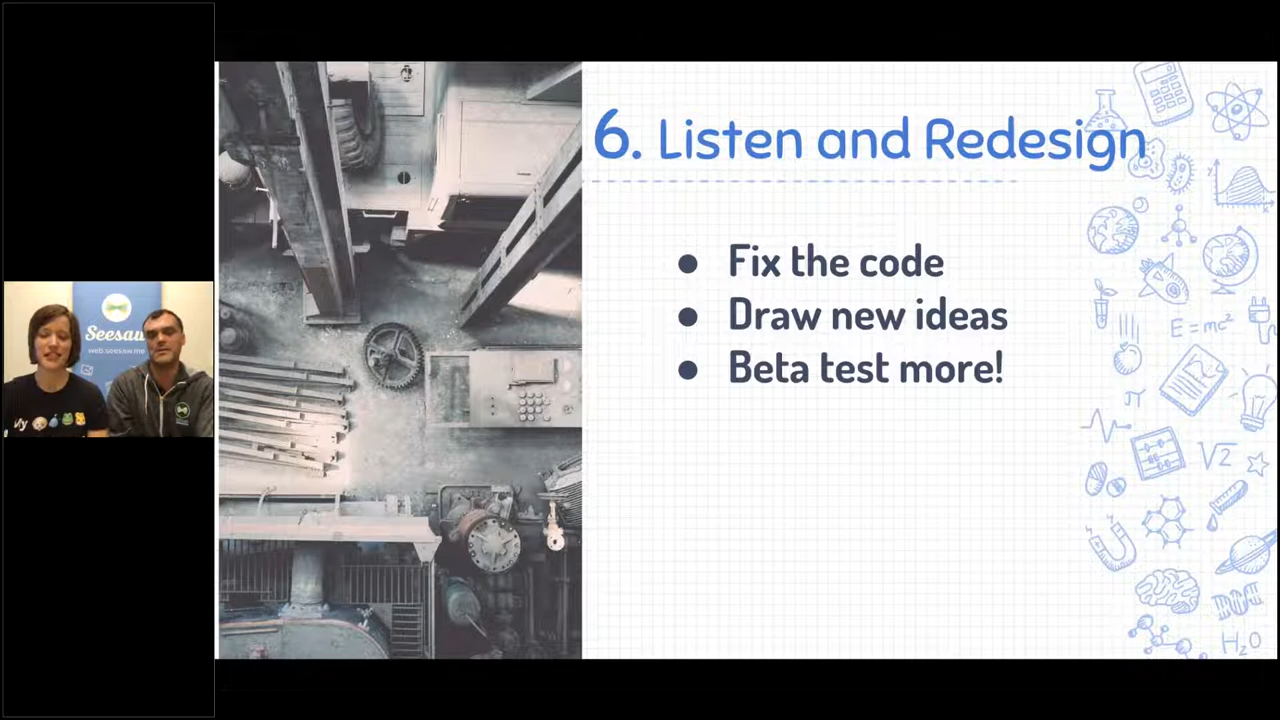 6. Listen and Redesign
● Fix the code
● Draw new ideas
● Beta test more!
Seesaw
web.seesaw.me
My
y
x
E=mc²
π
√2
H₂O